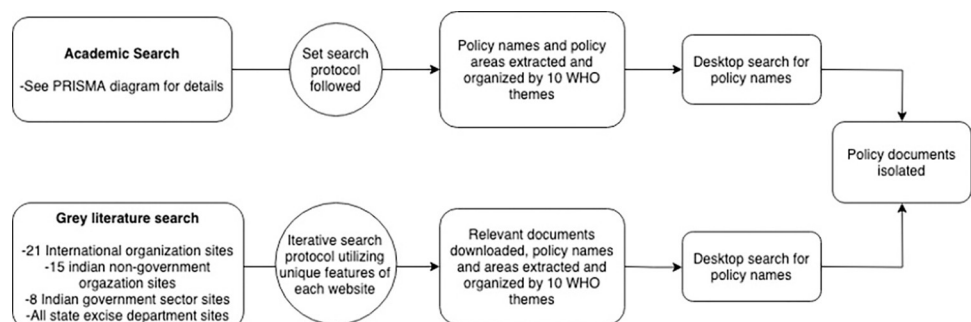 Academic Search
-See PRISMA diagram for details
Set search
protocol
followed
Policy names and policy
areas extracted and
organized by 10 WHO
themes
Desktop search for
policy names
Policy documents
isolated
Grey literature search
-21 International organization sites
-15 indian non-government
orgazation sites
-8 Indian government sector sites
-All state excise department sites
Iterative search
protocol utilizing
unique features of
each website
Relevant documents
downloaded, policy names
and areas extracted and
organized by 10 WHO
themes
Desktop search for
policy names